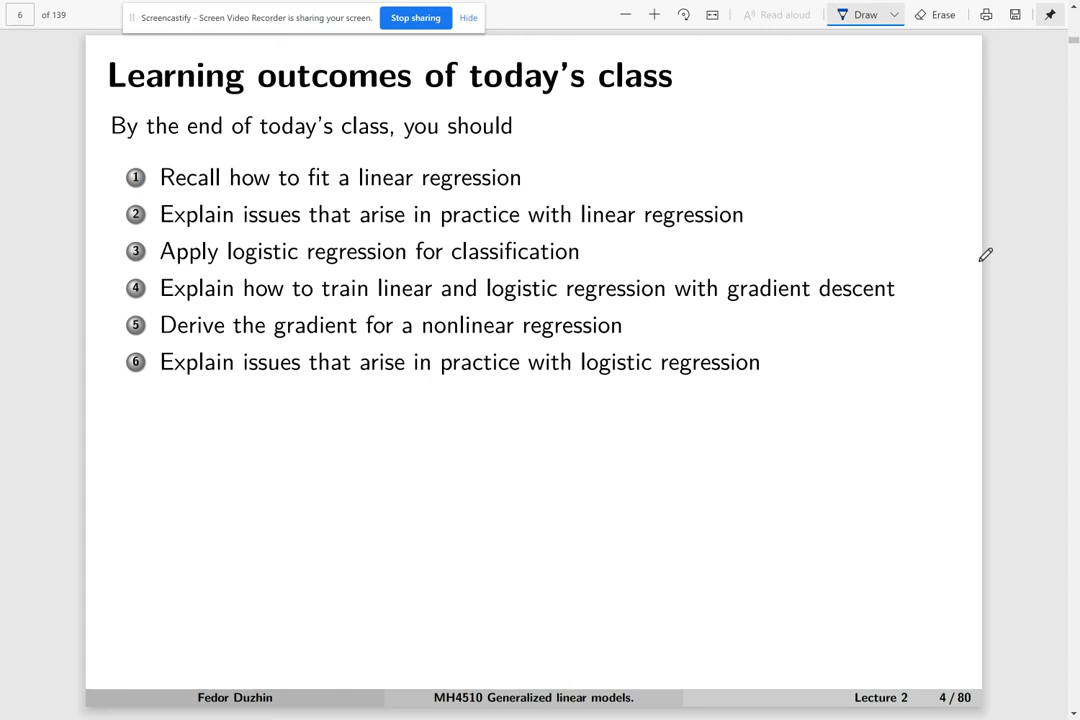 6 of 139
Screencastify - Screen Video Recorder is sharing your screen. Stop sharing Hide
Read aloud Draw Erase
Learning outcomes of today's class
By the end of today's class, you should
1 Recall how to fit a linear regression
2 Explain issues that arise in practice with linear regression
3 Apply logistic regression for classification
4 Explain how to train linear and logistic regression with gradient descent
5 Derive the gradient for a nonlinear regression
6 Explain issues that arise in practice with logistic regression
Fedor Duzhin MH4510 Generalized linear models. Lecture 2 4 / 80